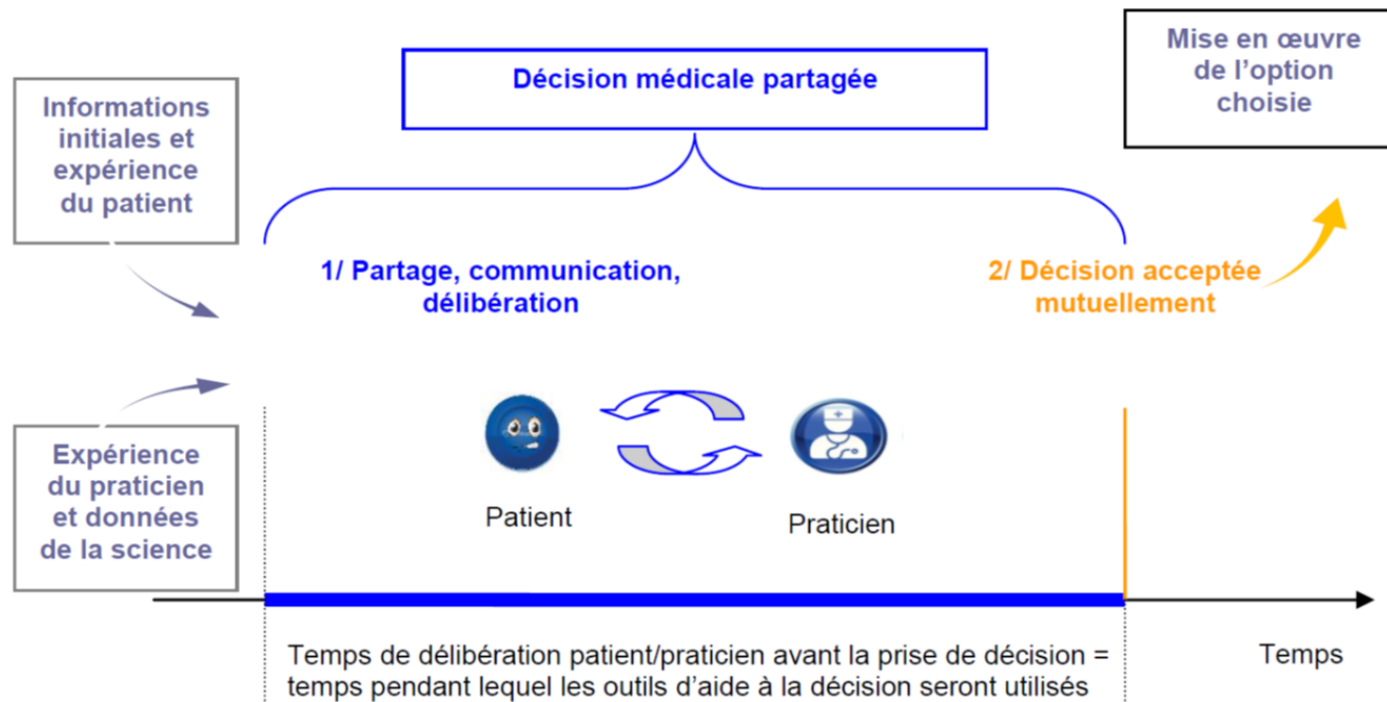 Informations
initiales et
expérience
du patient
Décision médicale partagée
Mise en œuvre
de l'option
choisie
1/ Partage, communication,
délibération
2/ Décision acceptée
mutuellement
Expérience
du praticien
et données
de la science
Patient
Praticien
Temps de délibération patient/praticien avant la prise de décision =
temps pendant lequel les outils d'aide à la décision seront utilisés
Temps